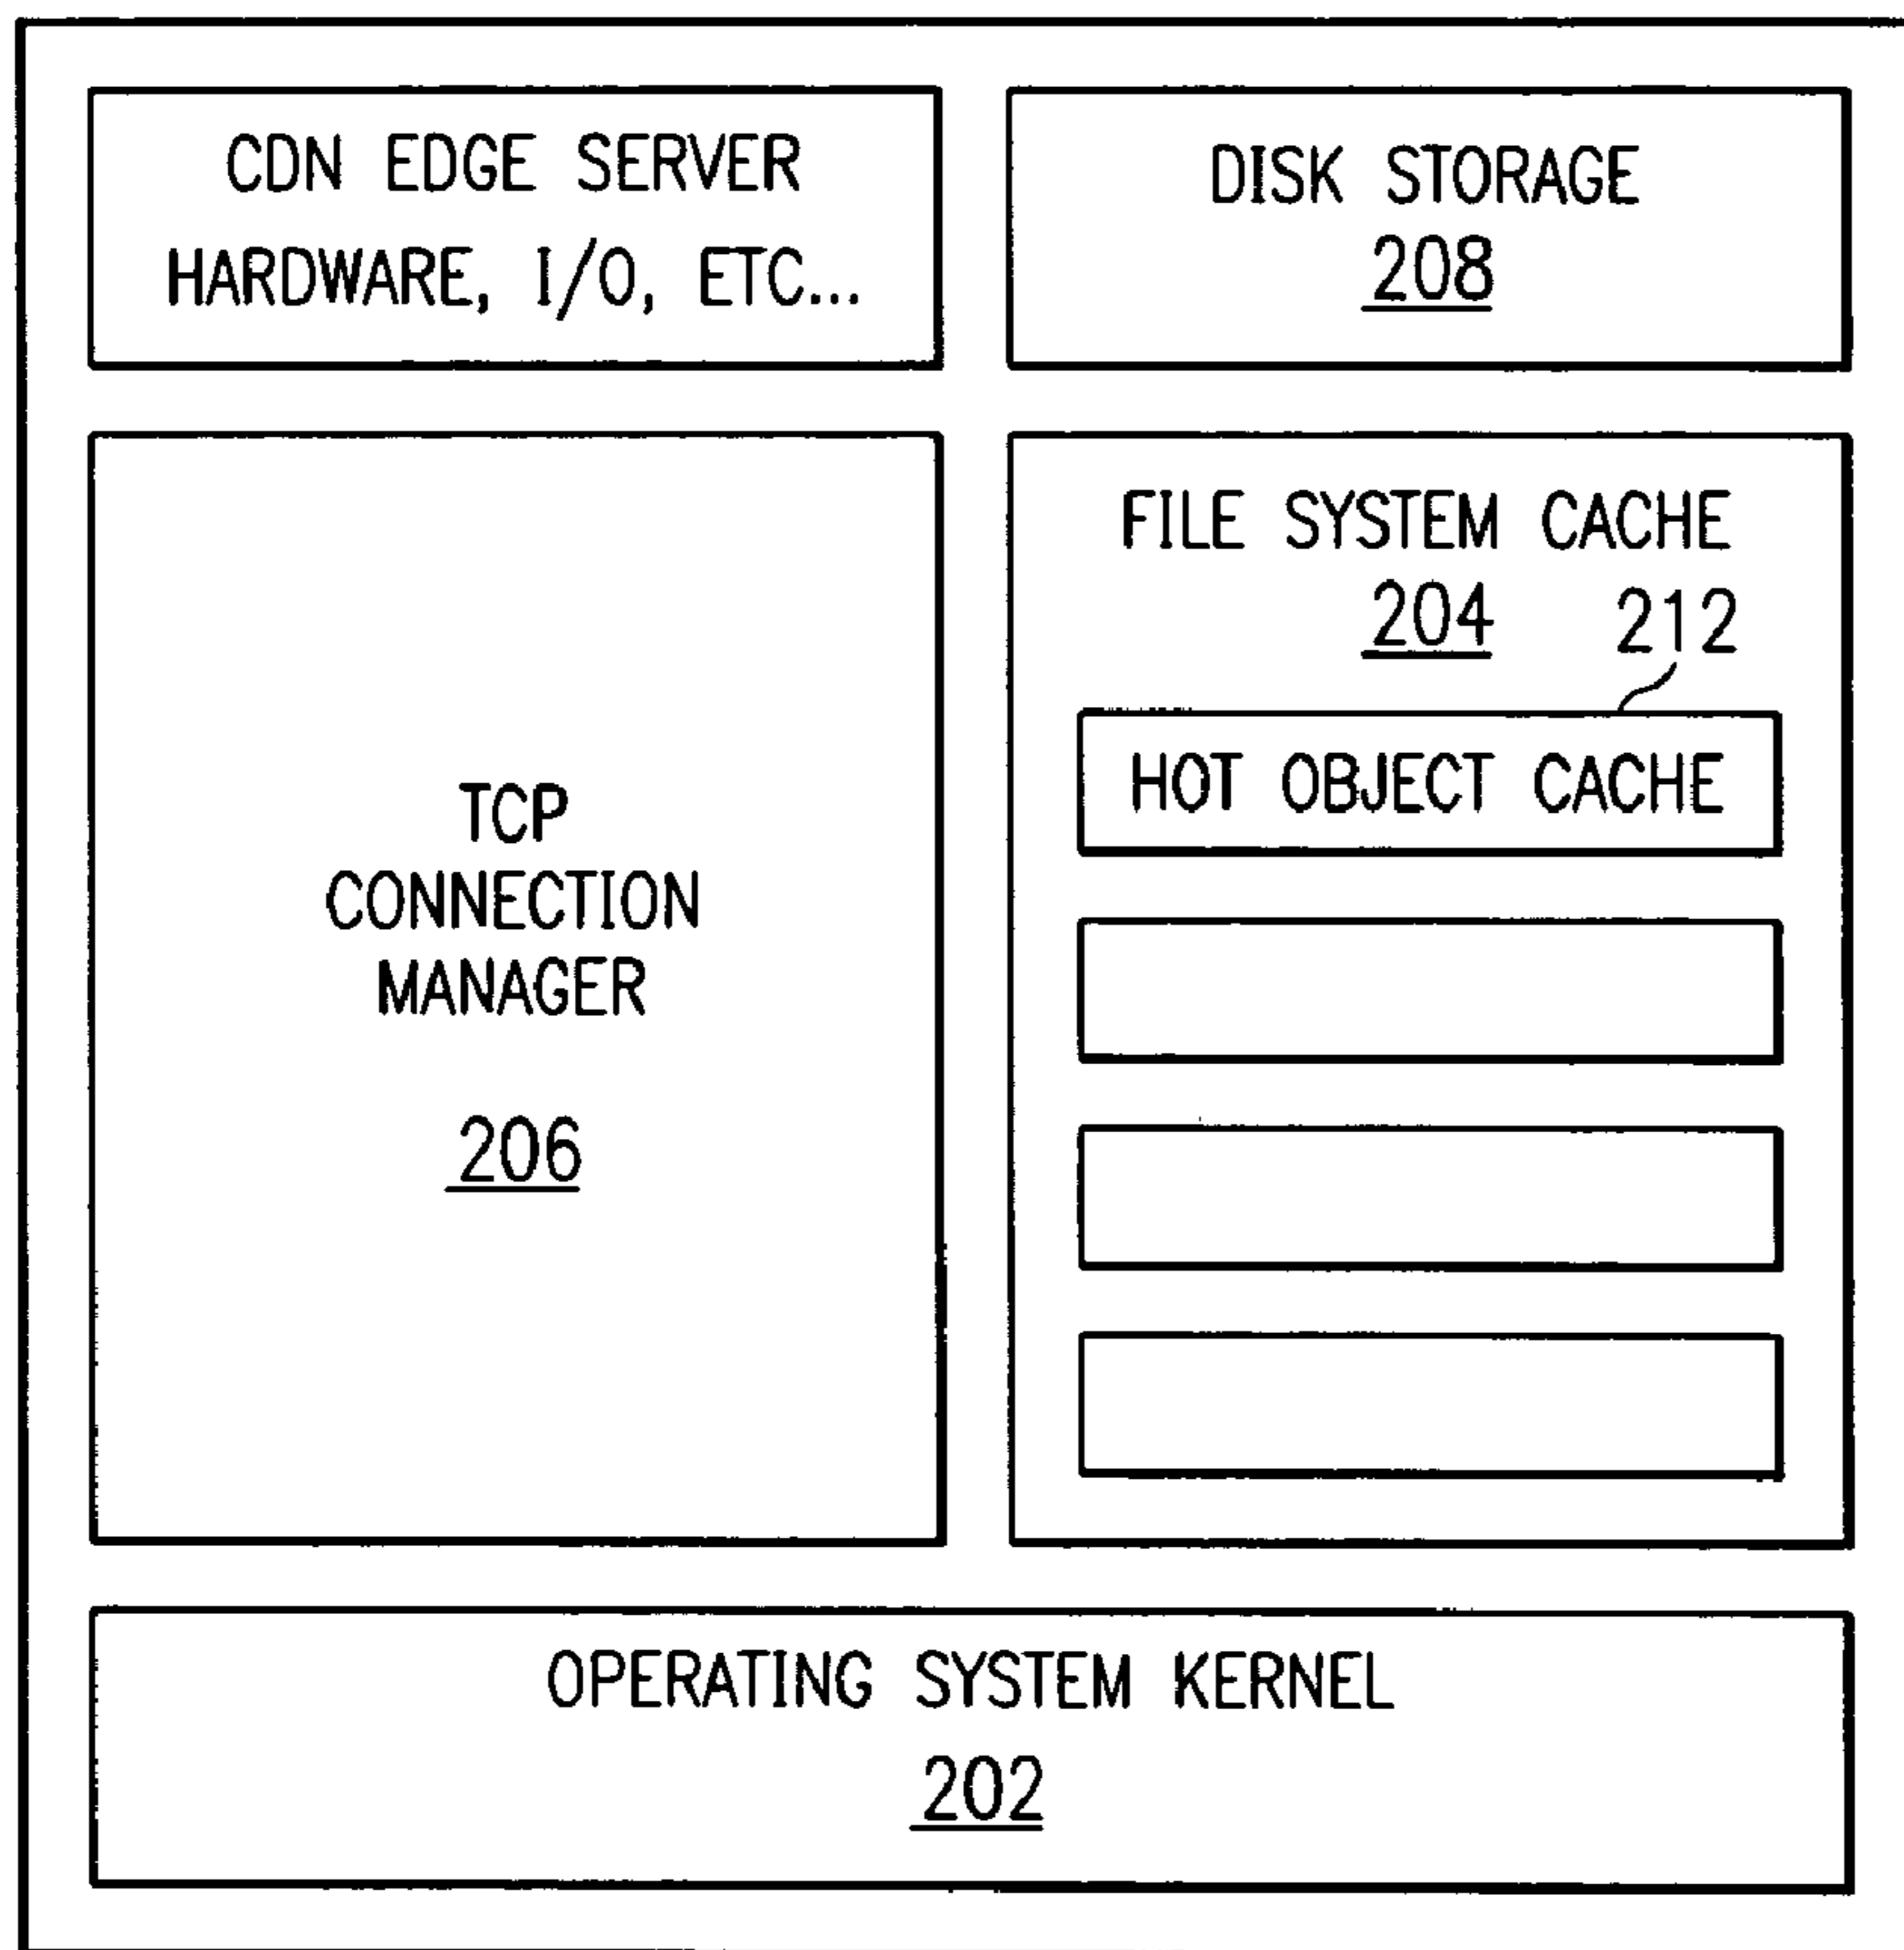 CDN EDGE SERVER
HARDWARE, I/O, ETC...
DISK STORAGE
208
TCP
CONNECTION
MANAGER
206
FILE SYSTEM CACHE
204
212
HOT OBJECT CACHE
OPERATING SYSTEM KERNEL
202